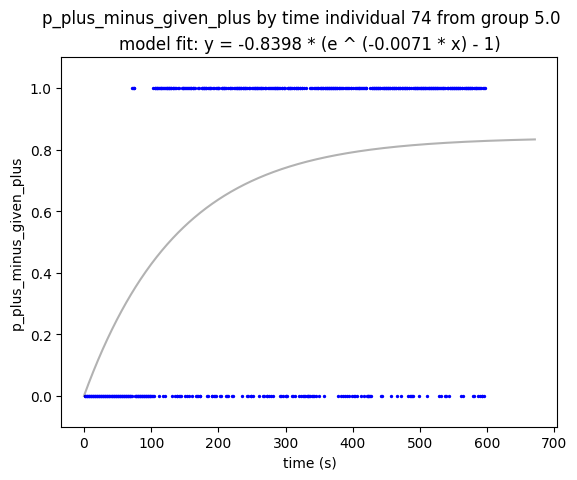 p_plus_minus_given_plus by time individual 74 from group 5.0
model fit: y = -0.8398 * (e ^ (-0.0071 * x) - 1)
p_plus_minus_given_plus
1.0
0.8
0.6
0.4
0.2
0.0
0 100 200 300 400 500 600 700
time (s)